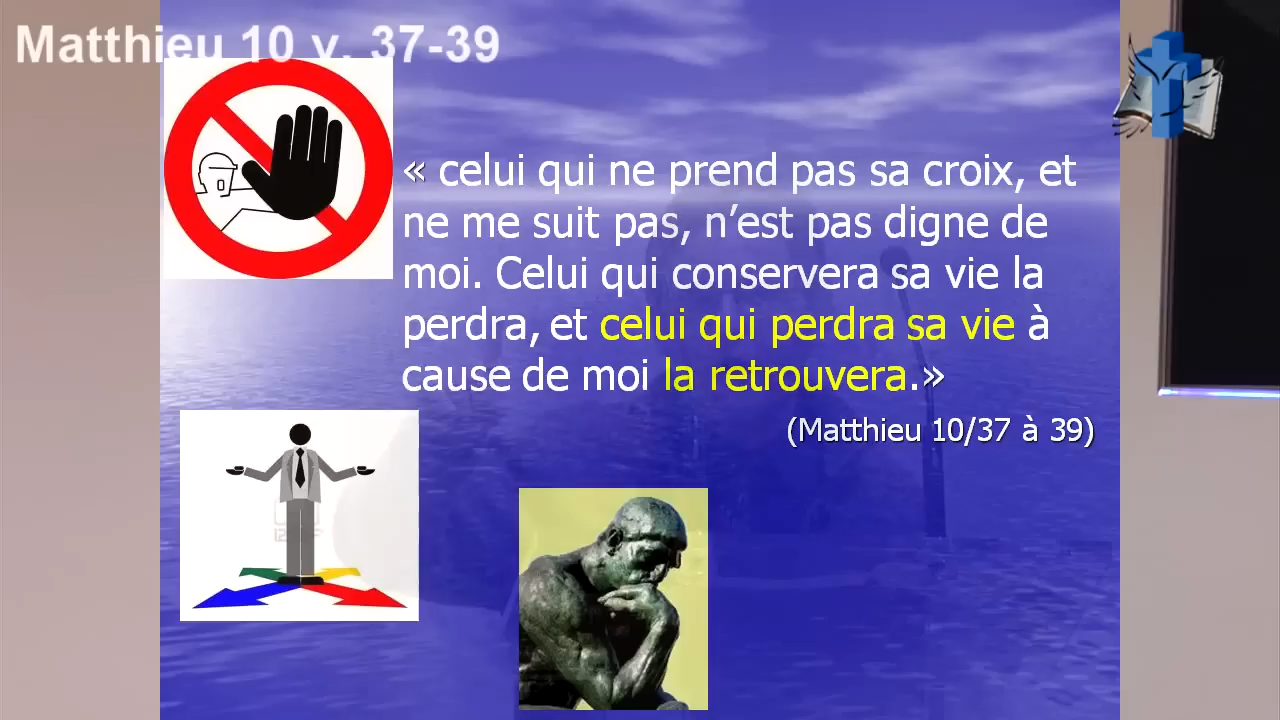 Matthieu 10 v. 37-39
« celui qui ne prend pas sa croix, et
ne me suit pas, n’est pas digne de
moi. Celui qui conservera sa vie la
perdra, et celui qui perdra sa vie à
cause de moi la retrouvera.»
(Matthieu 10/37 à 39)